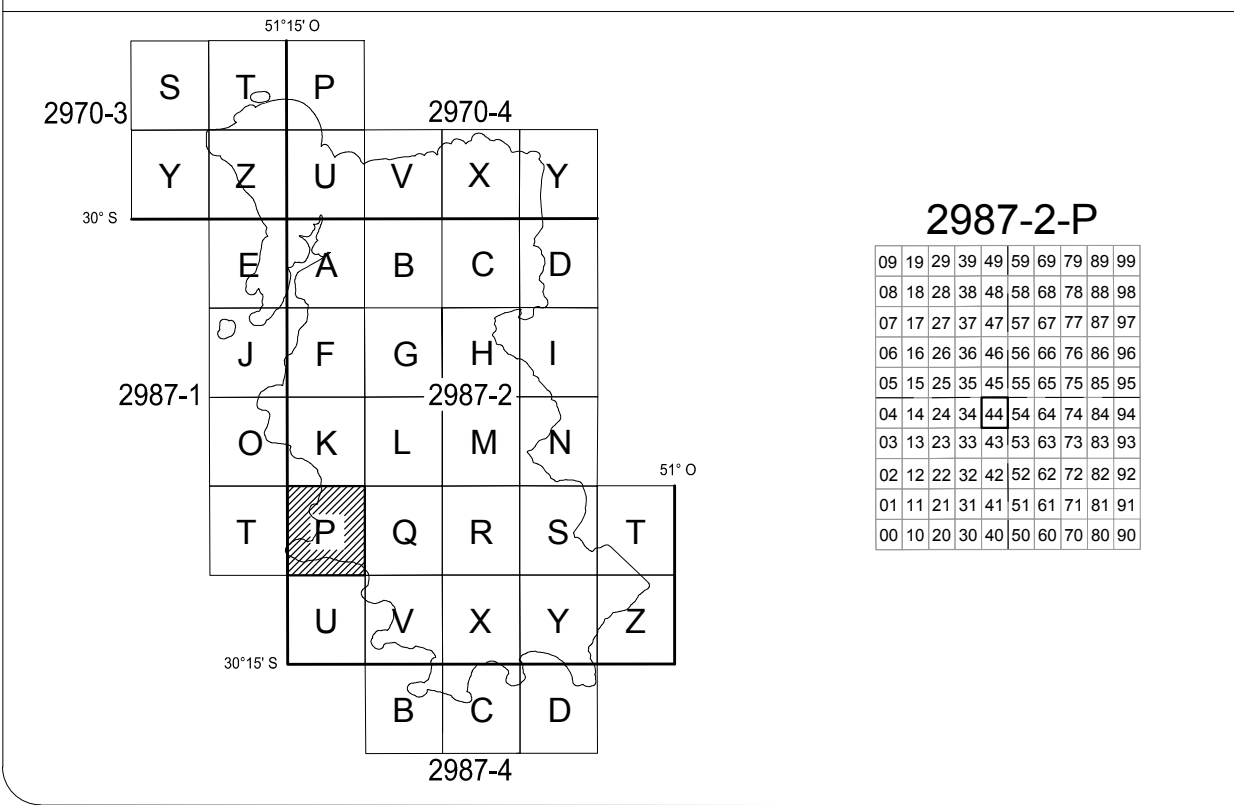 51°15' O
S T P
2970-3 2970-4
Y Z U V X Y
30° S
E A B C D
J F G H I
2987-1 2987-2
O K L M N
51° O
T P Q R S T
U V X Y Z
30°15' S
B C D
2987-4
2987-2-P
09 19 29 39 49 59 69 79 89 99
08 18 28 38 48 58 68 78 88 98
07 17 27 37 47 57 67 77 87 97
06 16 26 36 46 56 66 76 86 96
05 15 25 35 45 55 65 75 85 95
04 14 24 34 44 54 64 74 84 94
03 13 23 33 43 53 63 73 83 93
02 12 22 32 42 52 62 72 82 92
01 11 21 31 41 51 61 71 81 91
00 10 20 30 40 50 60 70 80 90